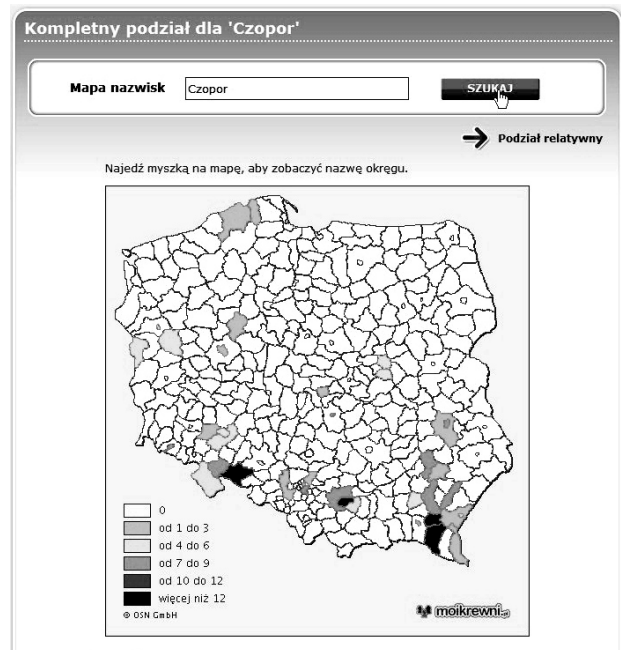 Kompletny podział dla 'Czopor'
Mapa nazwisk Czopor SZUKAJ
Podział relatywny
Najedź myszką na mapę, aby zobaczyć nazwę okręgu.
0
od 1 do 3
od 4 do 6
od 7 do 9
od 10 do 12
więcej niż 12
© OSN GmbH
moikrewni